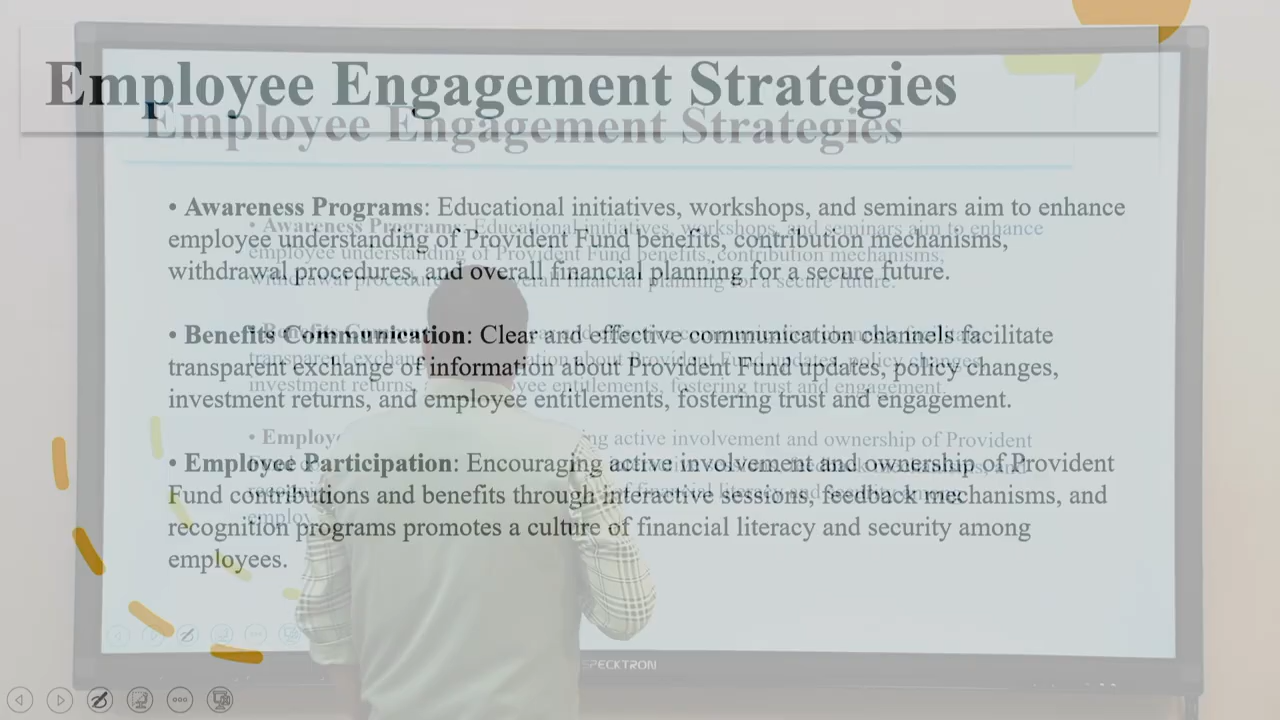 Employee Engagement Strategies
Employee Engagement Strategies
• Awareness Programs: Educational initiatives, workshops, and seminars aim to enhance
employee understanding of Provident Fund benefits, contribution mechanisms,
withdrawal procedures, and overall financial planning for a secure future.
• Benefits Communication: Clear and effective communication channels facilitate
transparent exchange of information about Provident Fund updates, policy changes,
investment returns, and employee entitlements, fostering trust and engagement.
• Employee Participation: Encouraging active involvement and ownership of Provident
Fund contributions and benefits through interactive sessions, feedback mechanisms, and
recognition programs promotes a culture of financial literacy and security among
employees.
SPECKTRON